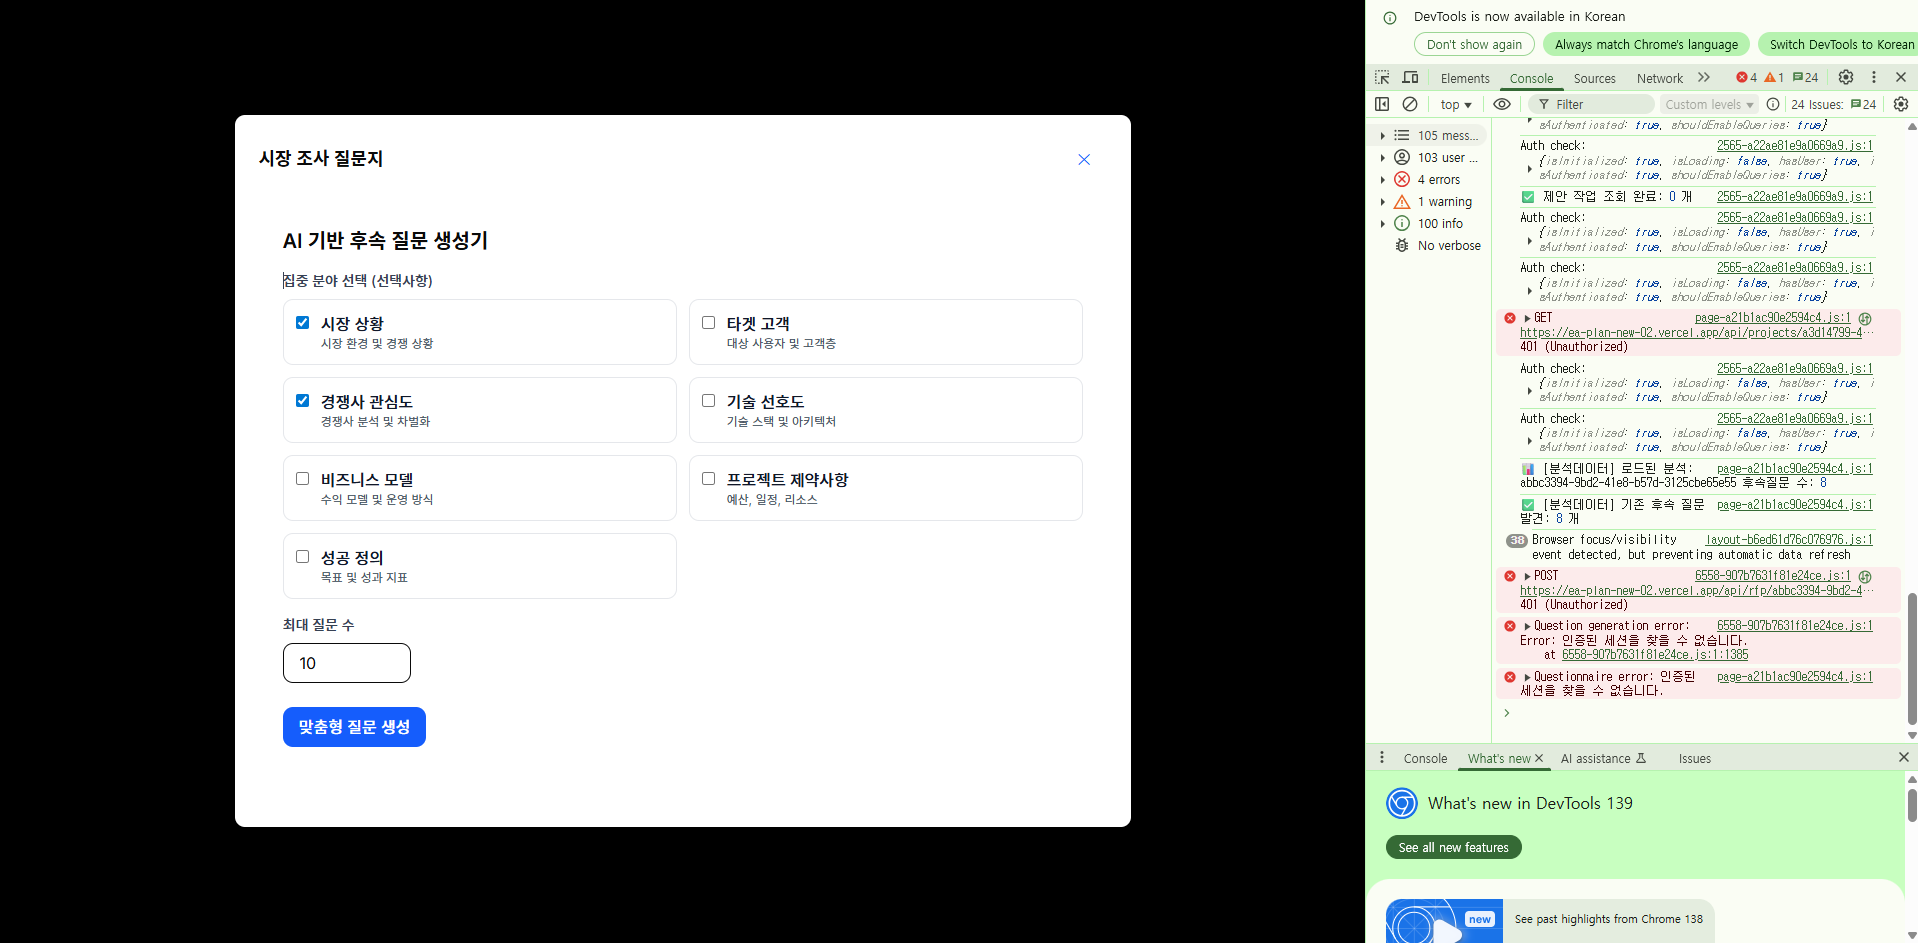 시장 조사 질문지
AI 기반 후속 질문 생성기
집중 분야 선택 (선택사항)
시장 상황
시장 환경 및 경쟁 상황
타겟 고객
대상 사용자 및 고객층
경쟁사 관심도
경쟁사 분석 및 차별화
기술 선호도
기술 스택 및 아키텍처
비즈니스 모델
수익 모델 및 운영 방식
프로젝트 제약사항
예산, 일정, 리소스
성공 정의
목표 및 성과 지표
최대 질문 수
10
맞춤형 질문 생성
DevTools is now available in Korean
Don't show again
Always match Chrome's language
Switch DevTools to Korean
Elements
Console
Sources
Network
4
1
24
top
Filter
Custom levels
24 Issues:
24
105 mess...
103 user ...
4 errors
1 warning
100 info
No verbose
sAuthenticated: true, shouldEnableQueries: true}
Auth check: 2565-a22ae81e9a0669a9.js:1
{isInitialized: true, isLoading: false, hasUser: true, i
sAuthenticated: true, shouldEnableQueries: true}
✅ 제안 작업 조회 완료: 0 개 2565-a22ae81e9a0669a9.js:1
Auth check: 2565-a22ae81e9a0669a9.js:1
{isInitialized: true, isLoading: false, hasUser: true, i
sAuthenticated: true, shouldEnableQueries: true}
Auth check: 2565-a22ae81e9a0669a9.js:1
{isInitialized: true, isLoading: false, hasUser: true, i
sAuthenticated: true, shouldEnableQueries: true}
GET page-a21b1ac90e2594c4.js:1
https://ea-plan-new-02.vercel.app/api/projects/a3d14799-4…
401 (Unauthorized)
Auth check: 2565-a22ae81e9a0669a9.js:1
{isInitialized: true, isLoading: false, hasUser: true, i
sAuthenticated: true, shouldEnableQueries: true}
Auth check: 2565-a22ae81e9a0669a9.js:1
{isInitialized: true, isLoading: false, hasUser: true, i
sAuthenticated: true, shouldEnableQueries: true}
📊 [분석데이터] 로드된 분석: page-a21b1ac90e2594c4.js:1
abbc3394-9bd2-41e8-b57d-3125cbe65e55 후속질문 수: 8
✅ [분석데이터] 기존 후속 질문 page-a21b1ac90e2594c4.js:1
발견: 8 개
38 Browser focus/visibility layout-b6ed61d76c076976.js:1
event detected, but preventing automatic data refresh
POST 6558-907b7631f81e24ce.js:1
https://ea-plan-new-02.vercel.app/api/rfp/abbc3394-9bd2-4…
401 (Unauthorized)
Question generation error: 6558-907b7631f81e24ce.js:1
Error: 인증된 세션을 찾을 수 없습니다.
at 6558-907b7631f81e24ce.js:1:1385
Questionnaire error: 인증된 page-a21b1ac90e2594c4.js:1
세션을 찾을 수 없습니다.
Console
What's new
AI assistance
Issues
What's new in DevTools 139
See all new features
new
See past highlights from Chrome 138